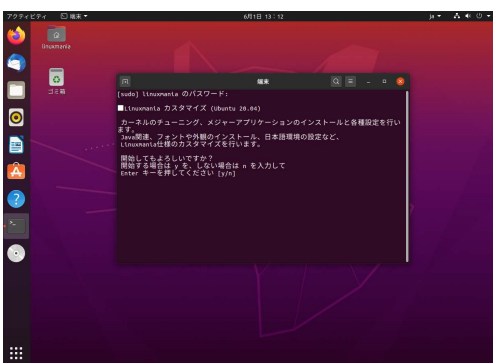 アクティビティ 端末 6月1日 13:12 ja
linuxmania
ゴミ箱
端末
[sudo] linuxmania のパスワード:
■Linuxmania カスタマイズ (Ubuntu 20.04)
カーネルのチューニング、メジャーアプリケーションのインストールと各種設定を行い
ます。
Java関連、フォントや外観のインストール、日本語環境の設定など、
Linuxmania仕様のカスタマイズを行います。
開始してもよろしいですか?
開始する場合は y を、しない場合は n を入力して
Enter キーを押してください [y/n]